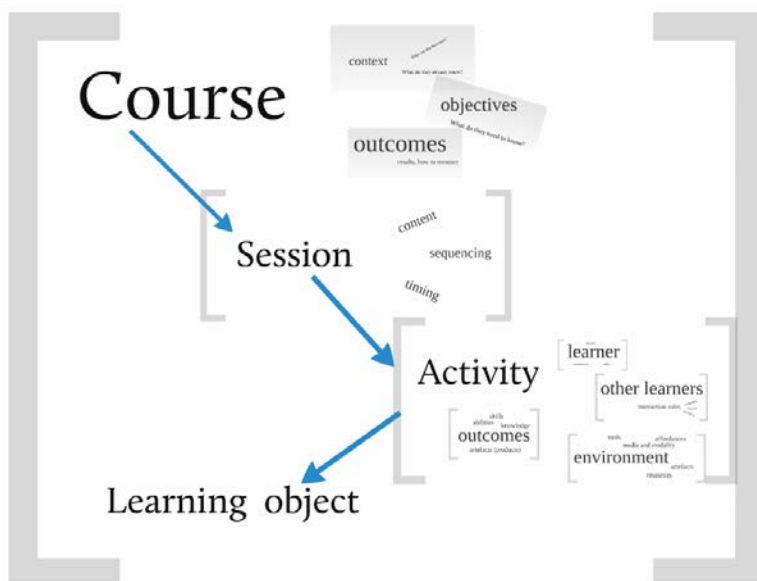 Course
context
What do they already know?
objectives
What do they need to know?
outcomes
results, how to measure
Session
content
sequencing
timing
Activity
learner
other learners
interaction roles
skills
abilities
knowledge
outcomes
artefacts (products)
tools
affordances
media and modality
environment
artefacts
resources
Learning object